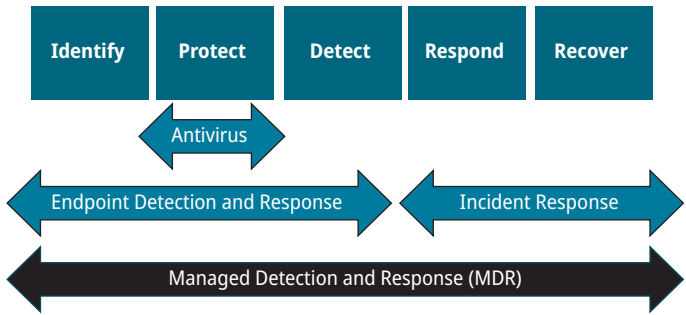 Identify
Protect
Detect
Respond
Recover
Antivirus
Endpoint Detection and Response
Incident Response
Managed Detection and Response (MDR)